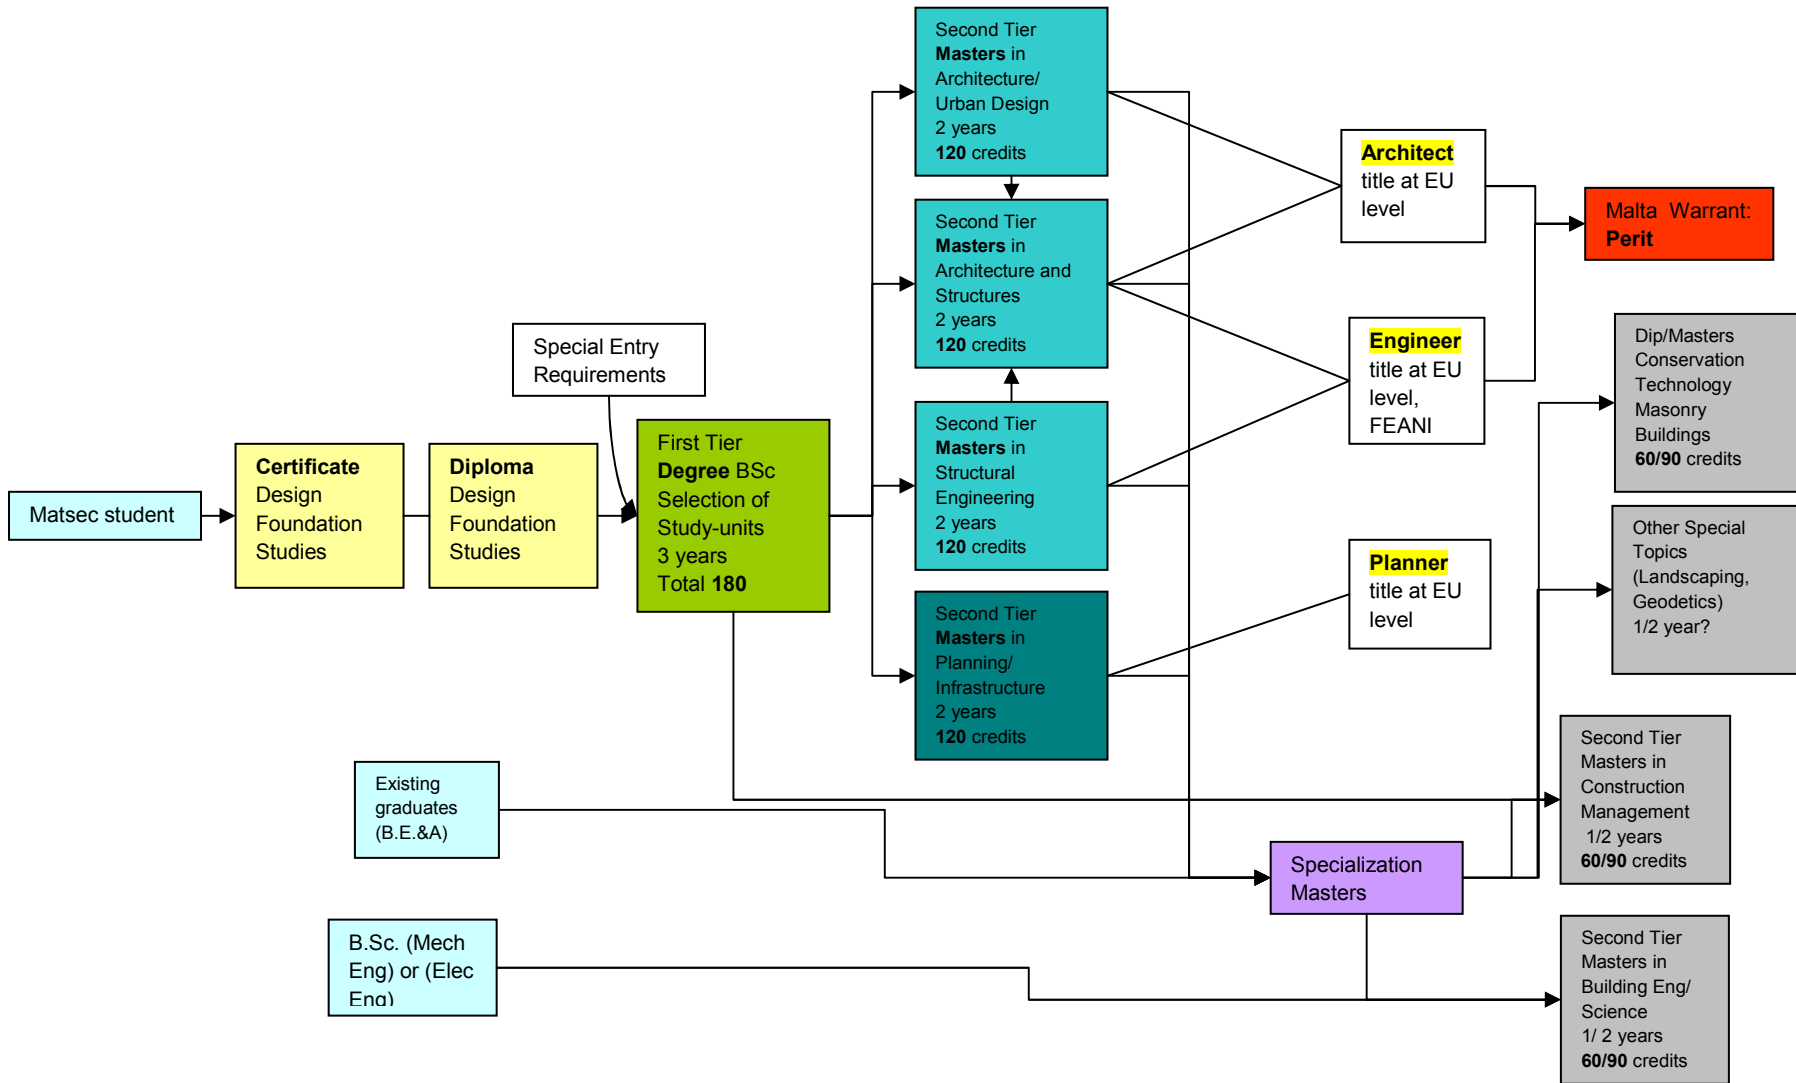 Second Tier
Masters in
Architecture/
Urban Design
2 years
120 credits
Second Tier
Masters in
Architecture and
Structures
2 years
120 credits
Second Tier
Masters in
Structural
Engineering
2 years
120 credits
Second Tier
Masters in
Planning/
Infrastructure
2 years
120 credits
Architect
title at EU
level
Engineer
title at EU
level,
FEANI
Planner
title at EU
level
Malta Warrant:
Perit
Dip/Masters
Conservation
Technology
Masonry
Buildings
60/90 credits
Other Special
Topics
(Landscaping,
Geodetics)
1/2 year?
Special Entry
Requirements
Matsec student
Certificate
Design
Foundation
Studies
Diploma
Design
Foundation
Studies
First Tier
Degree BSc
Selection of
Study-units
3 years
Total 180
Existing
graduates
(B.E.&A)
B.Sc. (Mech
Eng) or (Elec
Eng)
Specialization
Masters
Second Tier
Masters in
Construction
Management
1/2 years
60/90 credits
Second Tier
Masters in
Building Eng/
Science
1/ 2 years
60/90 credits